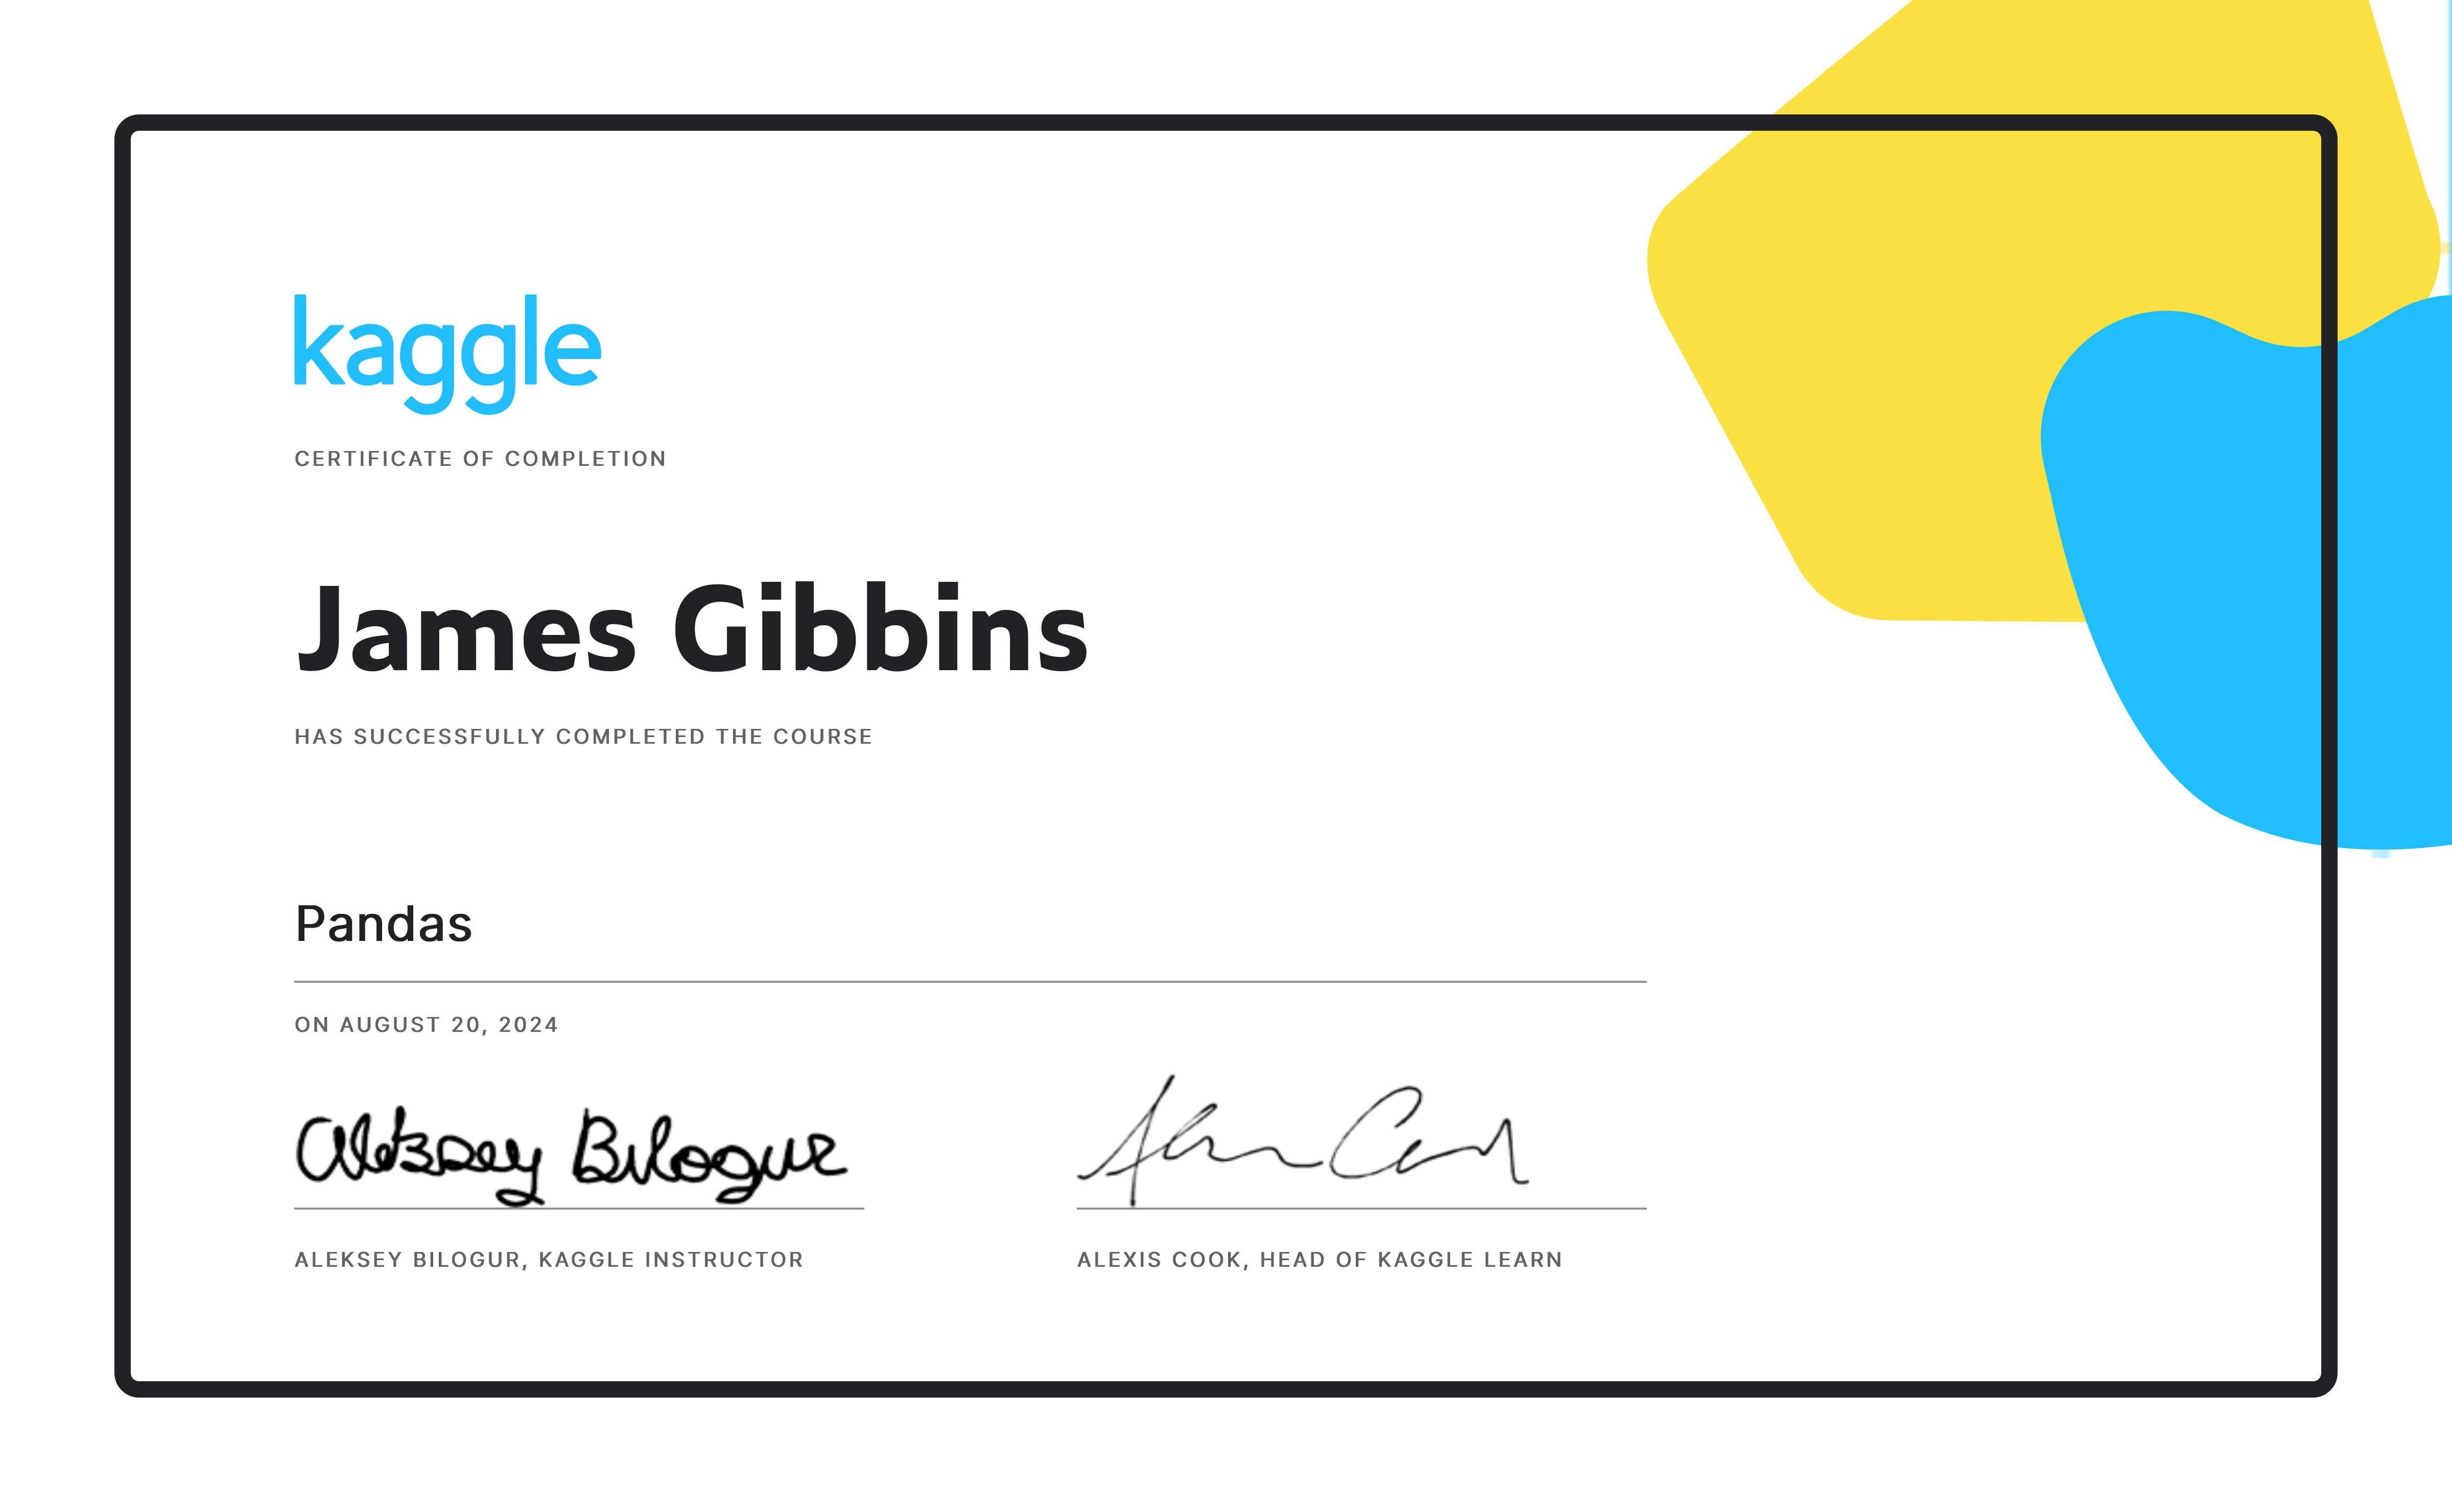 kaggle
CERTIFICATE OF COMPLETION
James Gibbins
HAS SUCCESSFULLY COMPLETED THE COURSE
Pandas
ON AUGUST 20, 2024
Aleksey Bilogur
ALEKSEY BILOGUR, KAGGLE INSTRUCTOR
ALEXIS COOK, HEAD OF KAGGLE LEARN